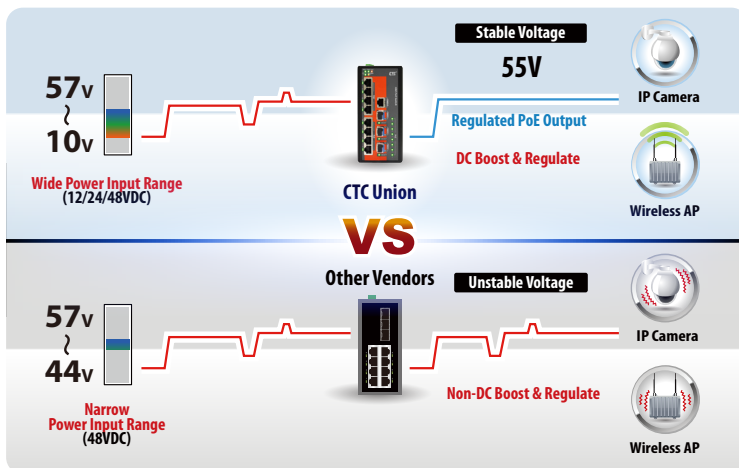 Stable Voltage
57V
~
10V
55V
IP Camera
Regulated PoE Output
DC Boost & Regulate
Wide Power Input Range
(12/24/48VDC)
CTC Union
Wireless AP
VS
Other Vendors
Unstable Voltage
57V
~
44V
IP Camera
Non-DC Boost & Regulate
Narrow
Power Input Range
(48VDC)
Wireless AP